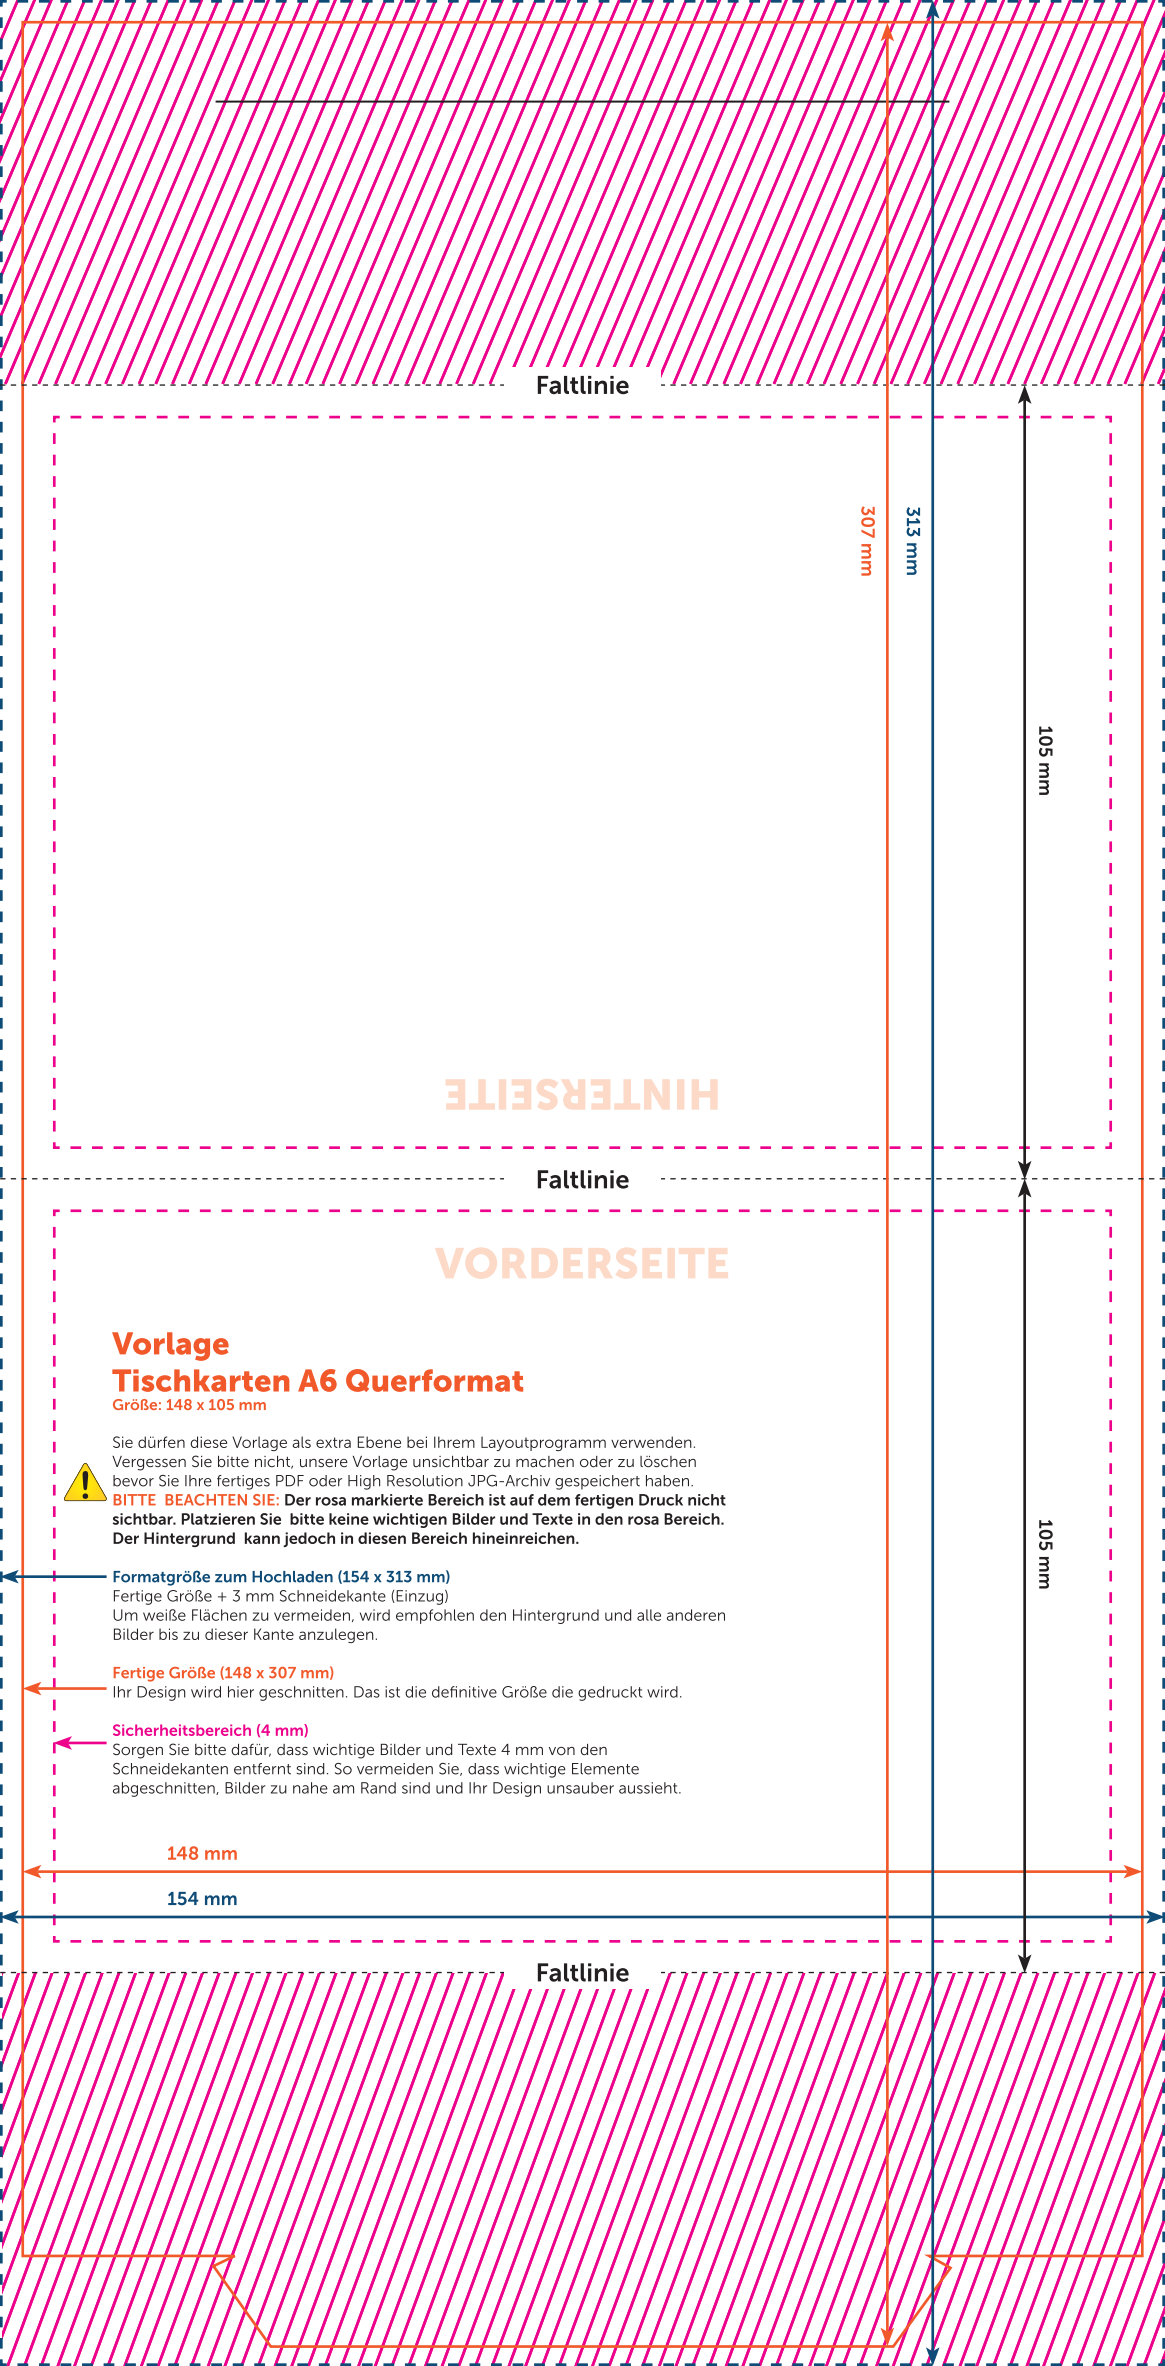 Faltlinie
307 mm
313 mm
105 mm
HINTERSEITE
Faltlinie
VORDERSEITE
Vorlage
Tischkarten A6 Querformat
Größe: 148 x 105 mm
Sie dürfen diese Vorlage als extra Ebene bei Ihrem Layoutprogramm verwenden.
Vergessen Sie bitte nicht, unsere Vorlage unsichtbar zu machen oder zu löschen
bevor Sie Ihre fertiges PDF oder High Resolution JPG-Archiv gespeichert haben.
BITTE BEACHTEN SIE: Der rosa markierte Bereich ist auf dem fertigen Druck nicht
sichtbar. Platzieren Sie bitte keine wichtigen Bilder und Texte in den rosa Bereich.
Der Hintergrund kann jedoch in diesen Bereich hineinreichen.
105 mm
Formatgröße zum Hochladen (154 x 313 mm)
Fertige Größe + 3 mm Schneidekante (Einzug)
Um weiße Flächen zu vermeiden, wird empfohlen den Hintergrund und alle anderen
Bilder bis zu dieser Kante anzulegen.
Fertige Größe (148 x 307 mm)
Ihr Design wird hier geschnitten. Das ist die definitive Größe die gedruckt wird.
Sicherheitsbereich (4 mm)
Sorgen Sie bitte dafür, dass wichtige Bilder und Texte 4 mm von den
Schneidekanten entfernt sind. So vermeiden Sie, dass wichtige Elemente
abgeschnitten, Bilder zu nahe am Rand sind und Ihr Design unsauber aussieht.
148 mm
154 mm
Faltlinie